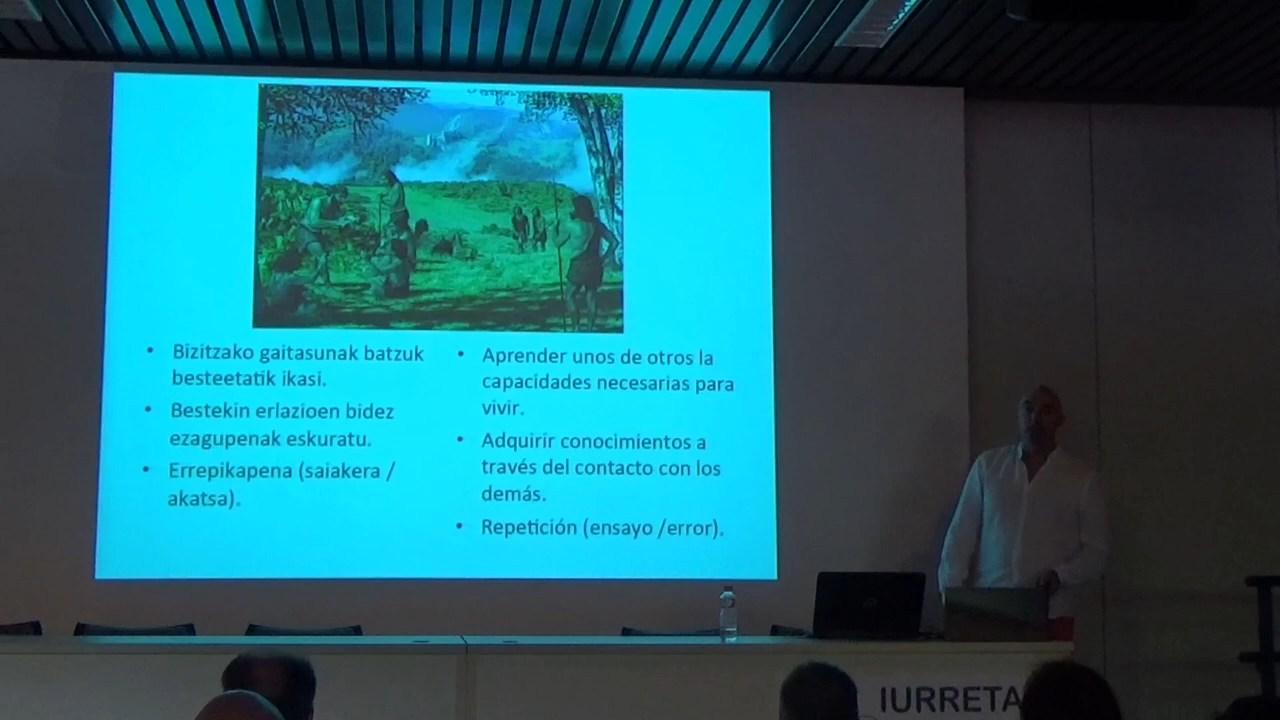 Bizitzako gaitasunak batzuk
besteetatik ikasi.
Bestekin erlazioen bidez
ezagupenak eskuratu.
Errepikapena (saiakera /
akatsa).
Aprender unos de otros la
capacidades necesarias para
vivir.
Adquirir conocimientos a
través del contacto con los
demás.
Repetición (ensayo /error).
IURRETA